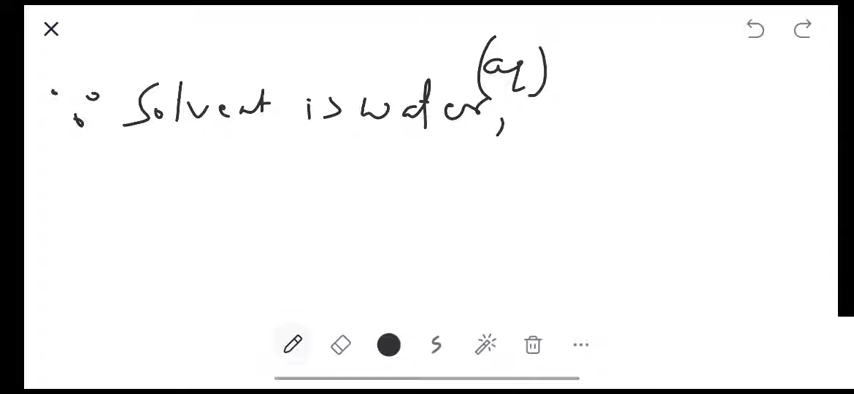 ∵ Solvent is water, (aq)